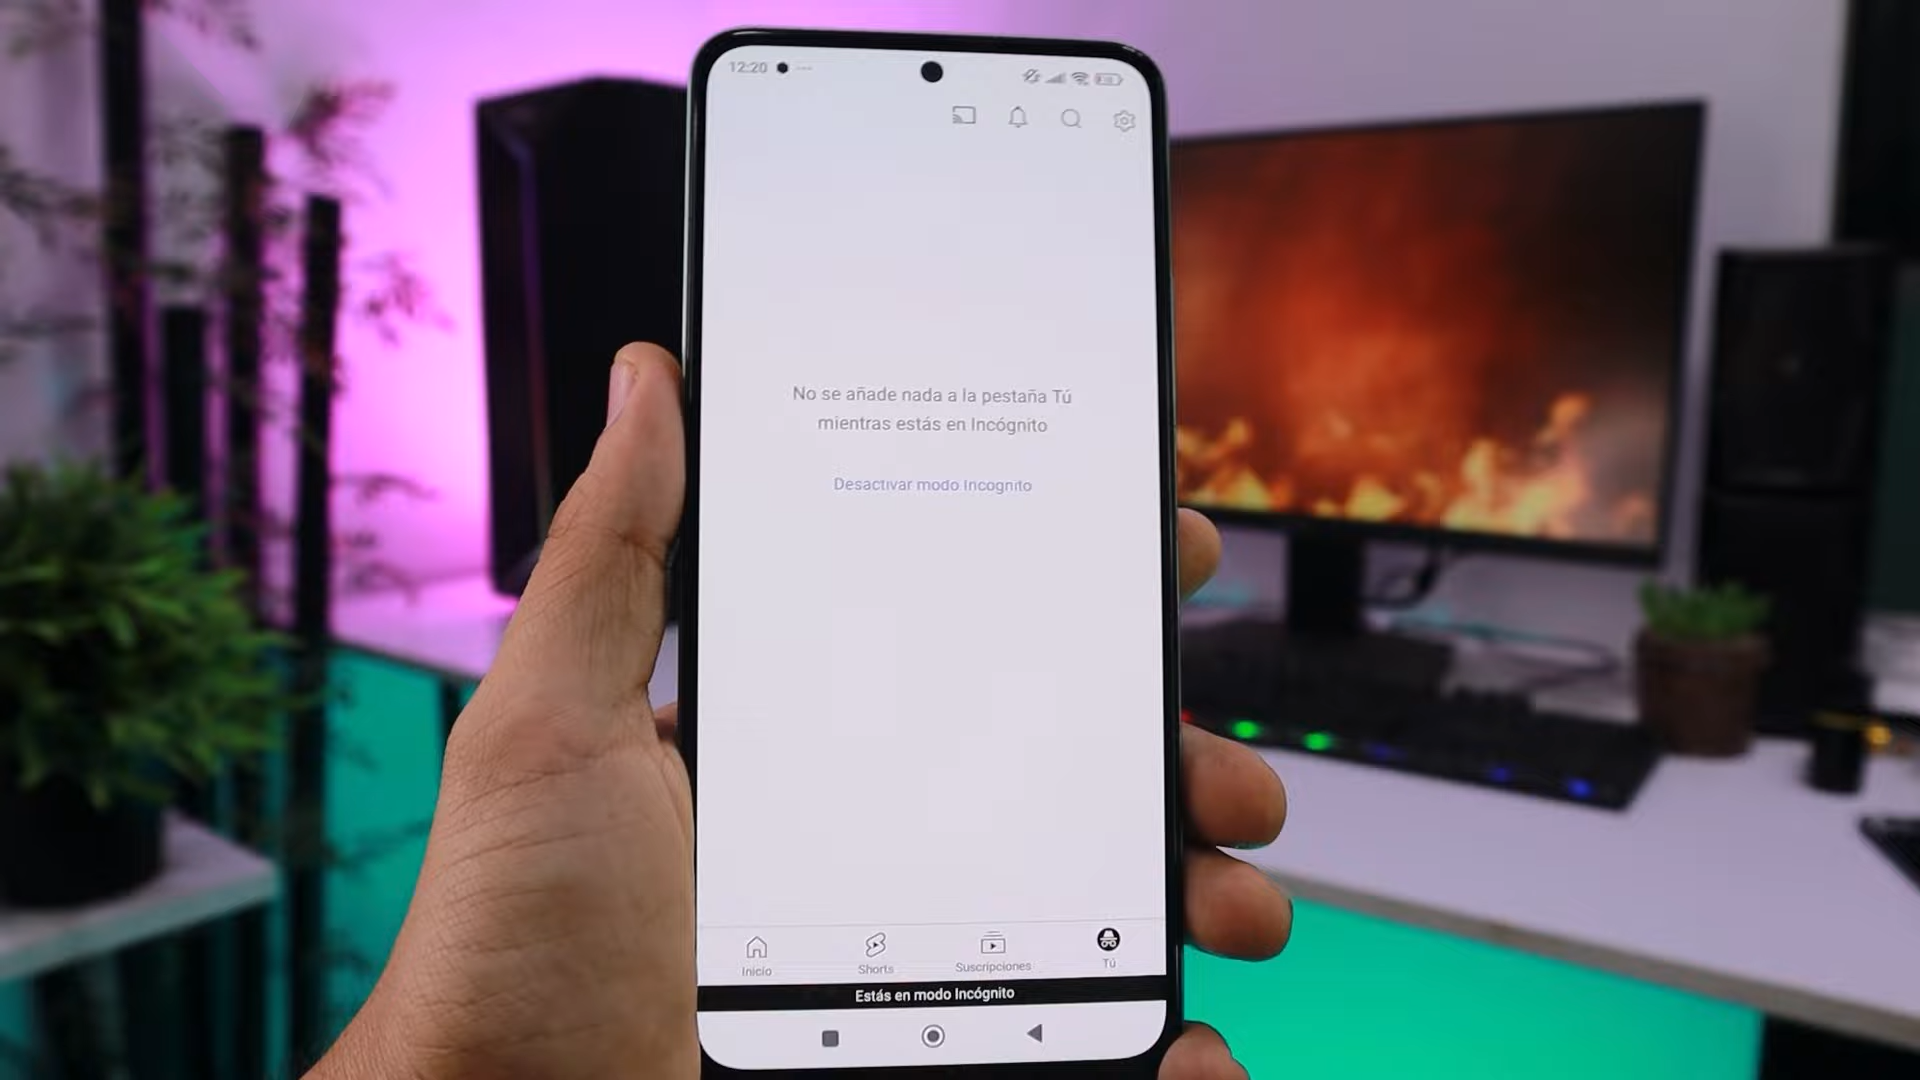 12:20
No se añade nada a la pestaña Tú
mientras estás en Incógnito
Desactivar modo Incógnito
Inicio
Shorts
Suscripciones
Tú
Estás en modo Incógnito